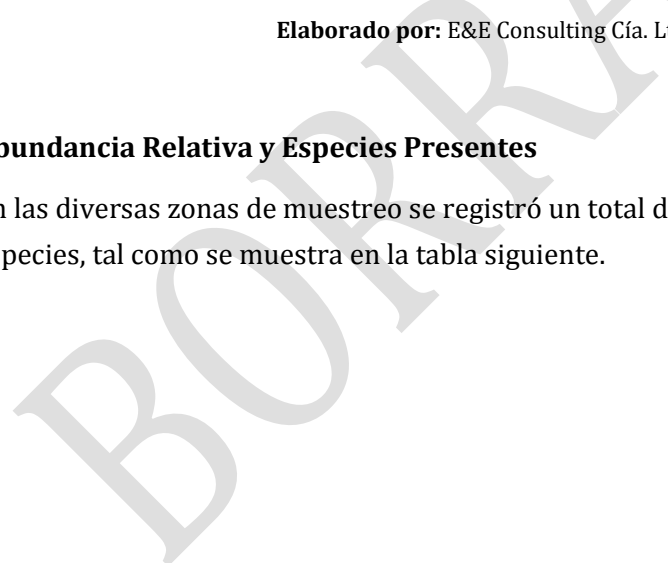 Elaborado por: E&E Consulting Cía.
Abundancia Relativa y Especies Presentes
las diversas zonas de muestreo se registró un total
tal como se muestra en la tabla siguiente.
BORRA